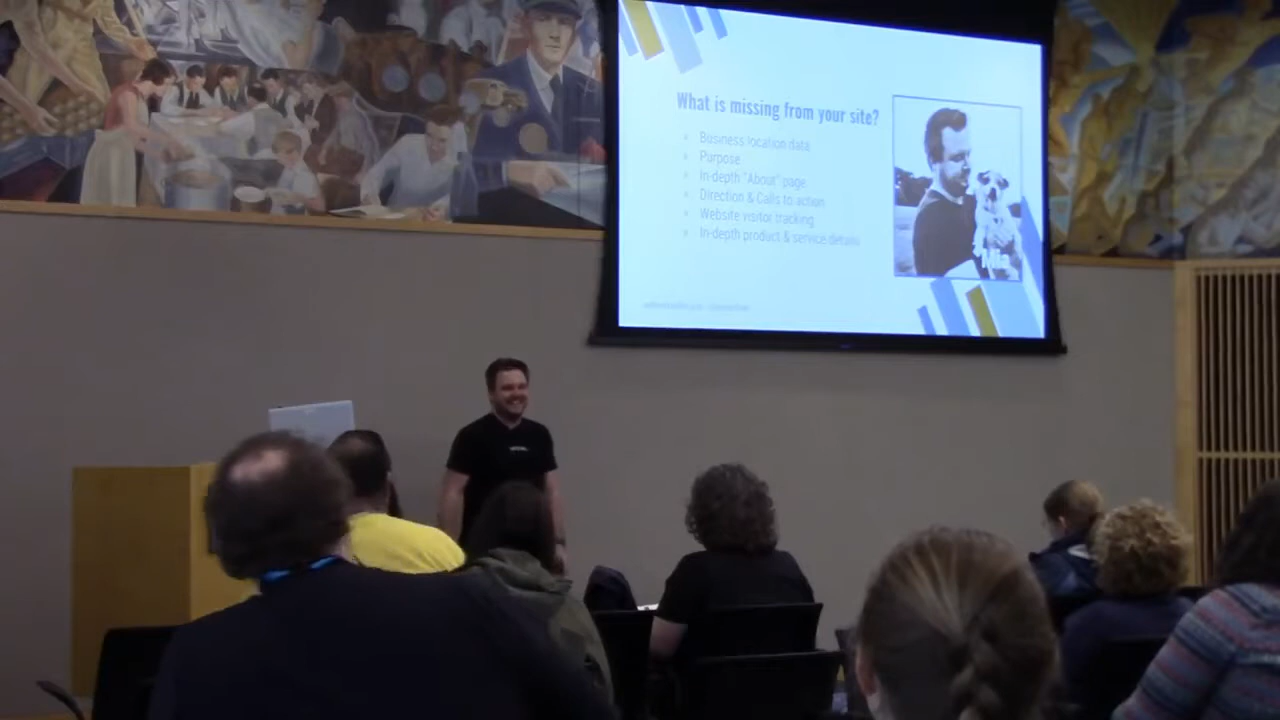 What is missing from your site?
Business location data
Purpose
In-depth "About" page
Direction & Calls to action
Website visitor tracking
In-depth product & service details
Nia